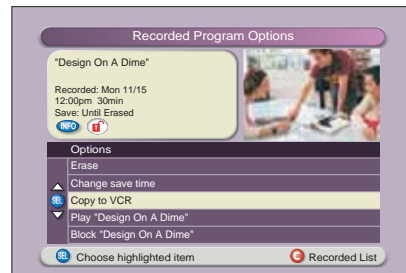 Recorded Program Options
"Design On A Dime"
Recorded: Mon 11/15
12:00pm 30min
Save: Until Erased
INFO
Options
Erase
Change save time
SEL Copy to VCR
Play "Design On A Dime"
Block "Design On A Dime"
SEL Choose highlighted item C Recorded List